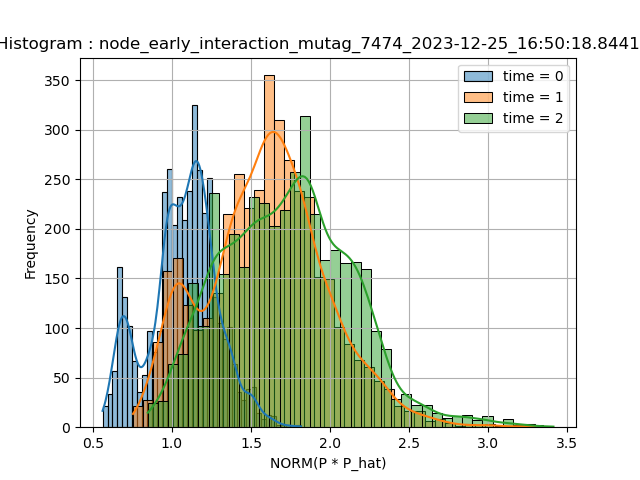 Histogram : node_early_interaction_mutag_7474_2023-12-25_16:50:18.8441
350
300
250
200
150
100
50
0
Frequency
time = 0
time = 1
time = 2
0.5 1.0 1.5 2.0 2.5 3.0 3.5
NORM(P * P_hat)